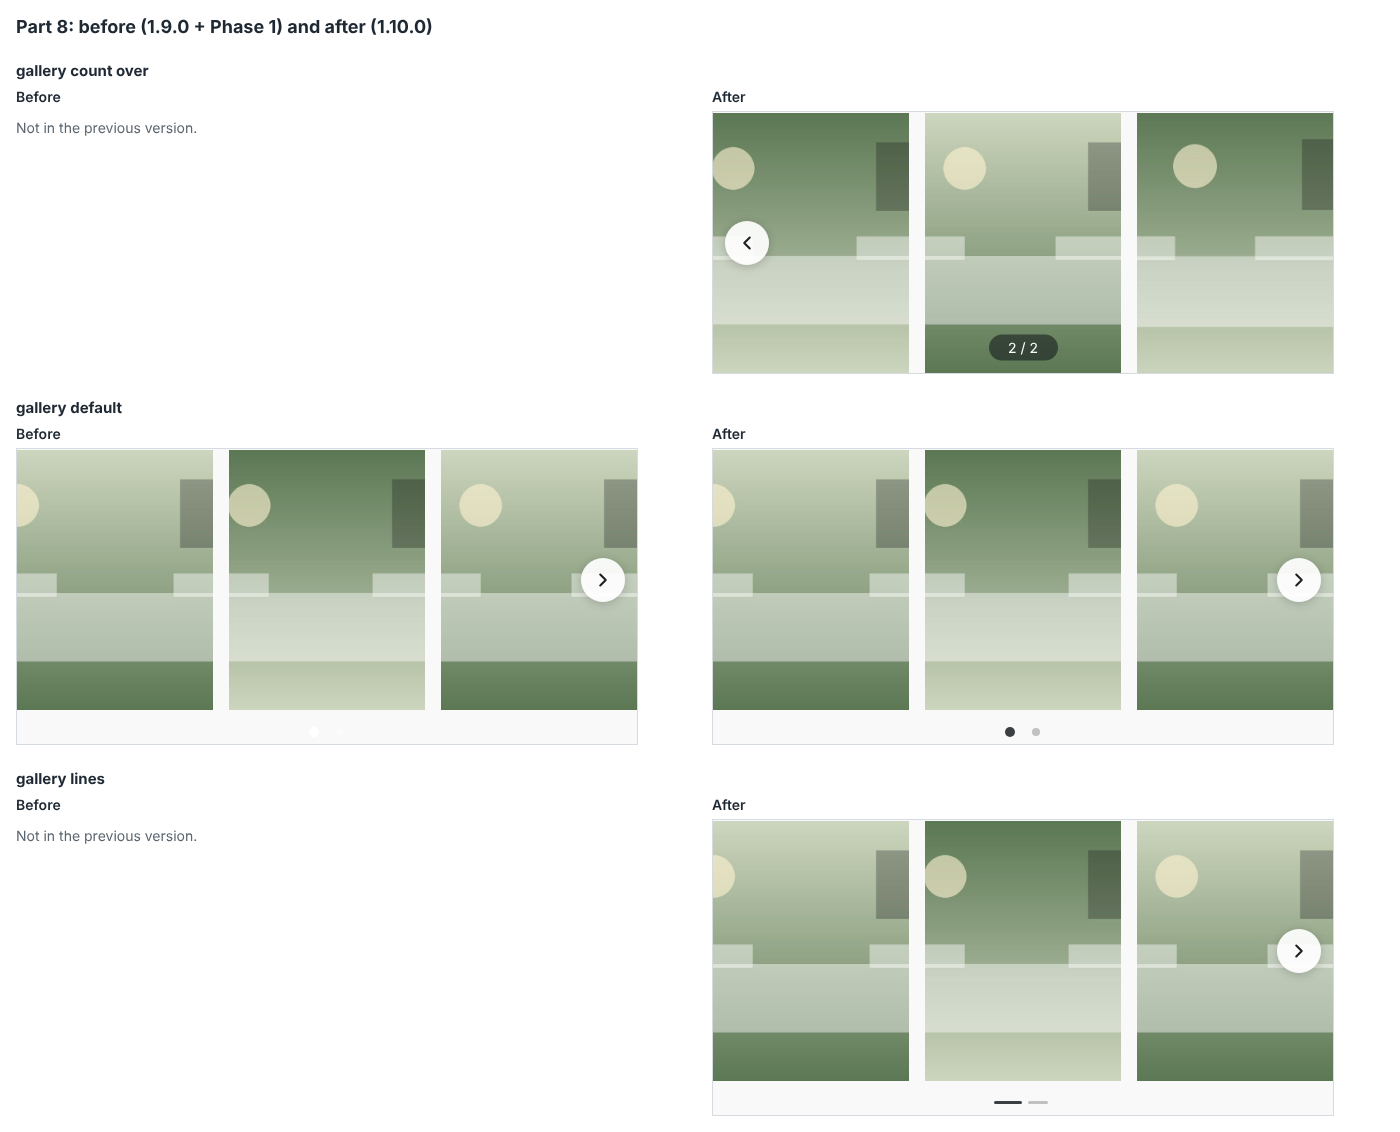 Part 8: before (1.9.0 + Phase 1) and after (1.10.0)
gallery count over
Before
Not in the previous version.
After
2 / 2
gallery default
Before
After
gallery lines
Before
Not in the previous version.
After